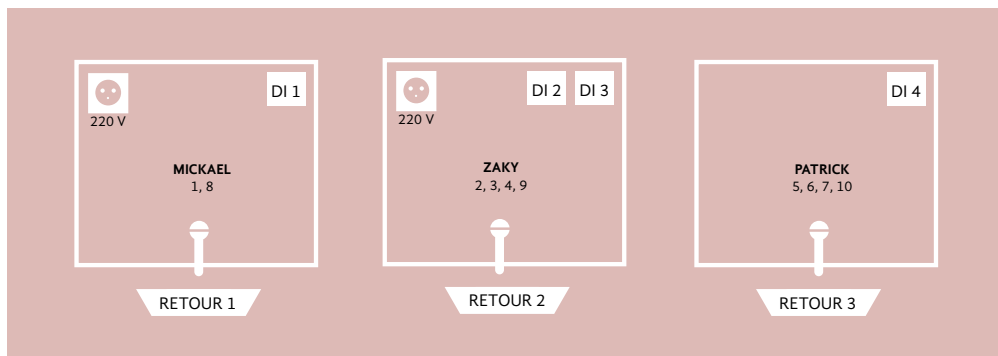 DI 1
220 V
MICKAEL
1, 8
RETOUR 1
DI 2
DI 3
220 V
ZAKY
2, 3, 4, 9
RETOUR 2
DI 4
PATRICK
5, 6, 7, 10
RETOUR 3